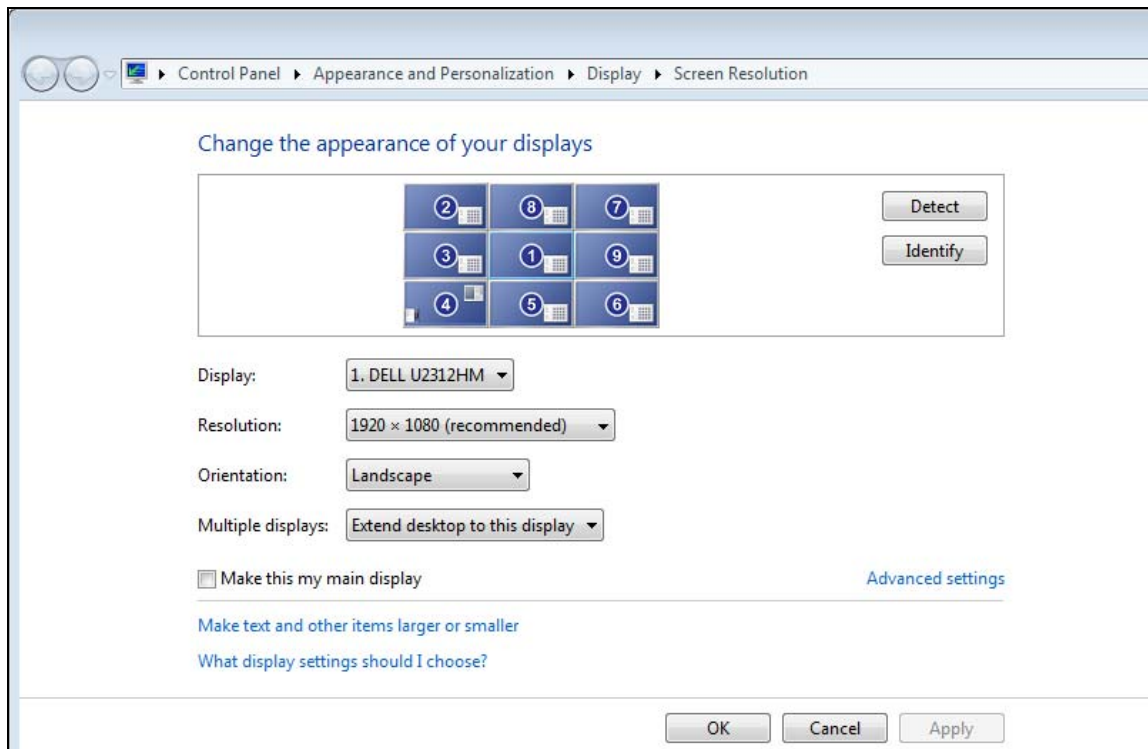 Control Panel ▸ Appearance and Personalization ▸ Display ▸ Screen Resolution
Change the appearance of your displays
2 8 7
Detect
3 1 9
Identify
4 5 6
Display: 1. DELL U2312HM
Resolution: 1920 × 1080 (recommended)
Orientation: Landscape
Multiple displays: Extend desktop to this display
Make this my main display
Advanced settings
Make text and other items larger or smaller
What display settings should I choose?
OK Cancel Apply